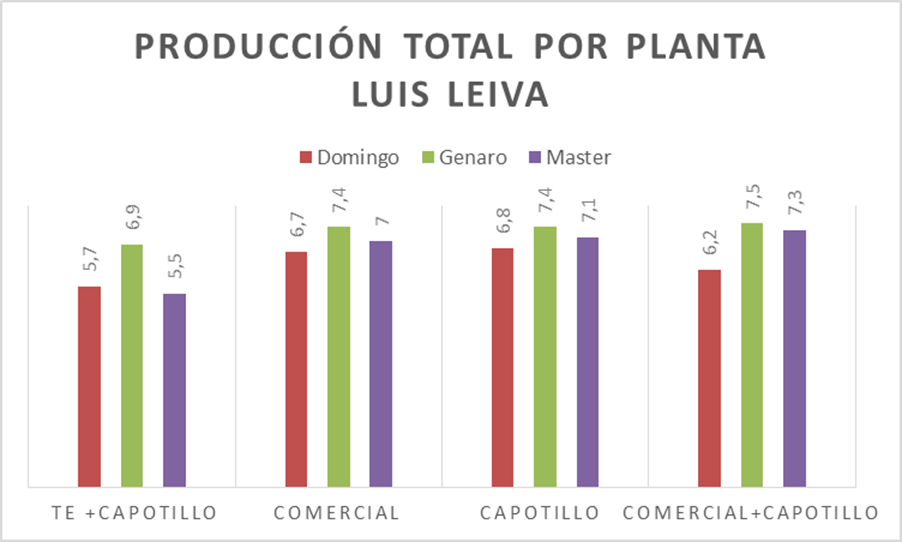 PRODUCCIÓN TOTAL POR PLANTA
LUIS LEIVA
Domingo Genaro Master
5,7 6,9 5,5 6,7 7,4 7 6,8 7,4 7,1 6,2 7,5 7,3
TE +CAPOTILLO COMERCIAL CAPOTILLO COMERCIAL+CAPOTILLO